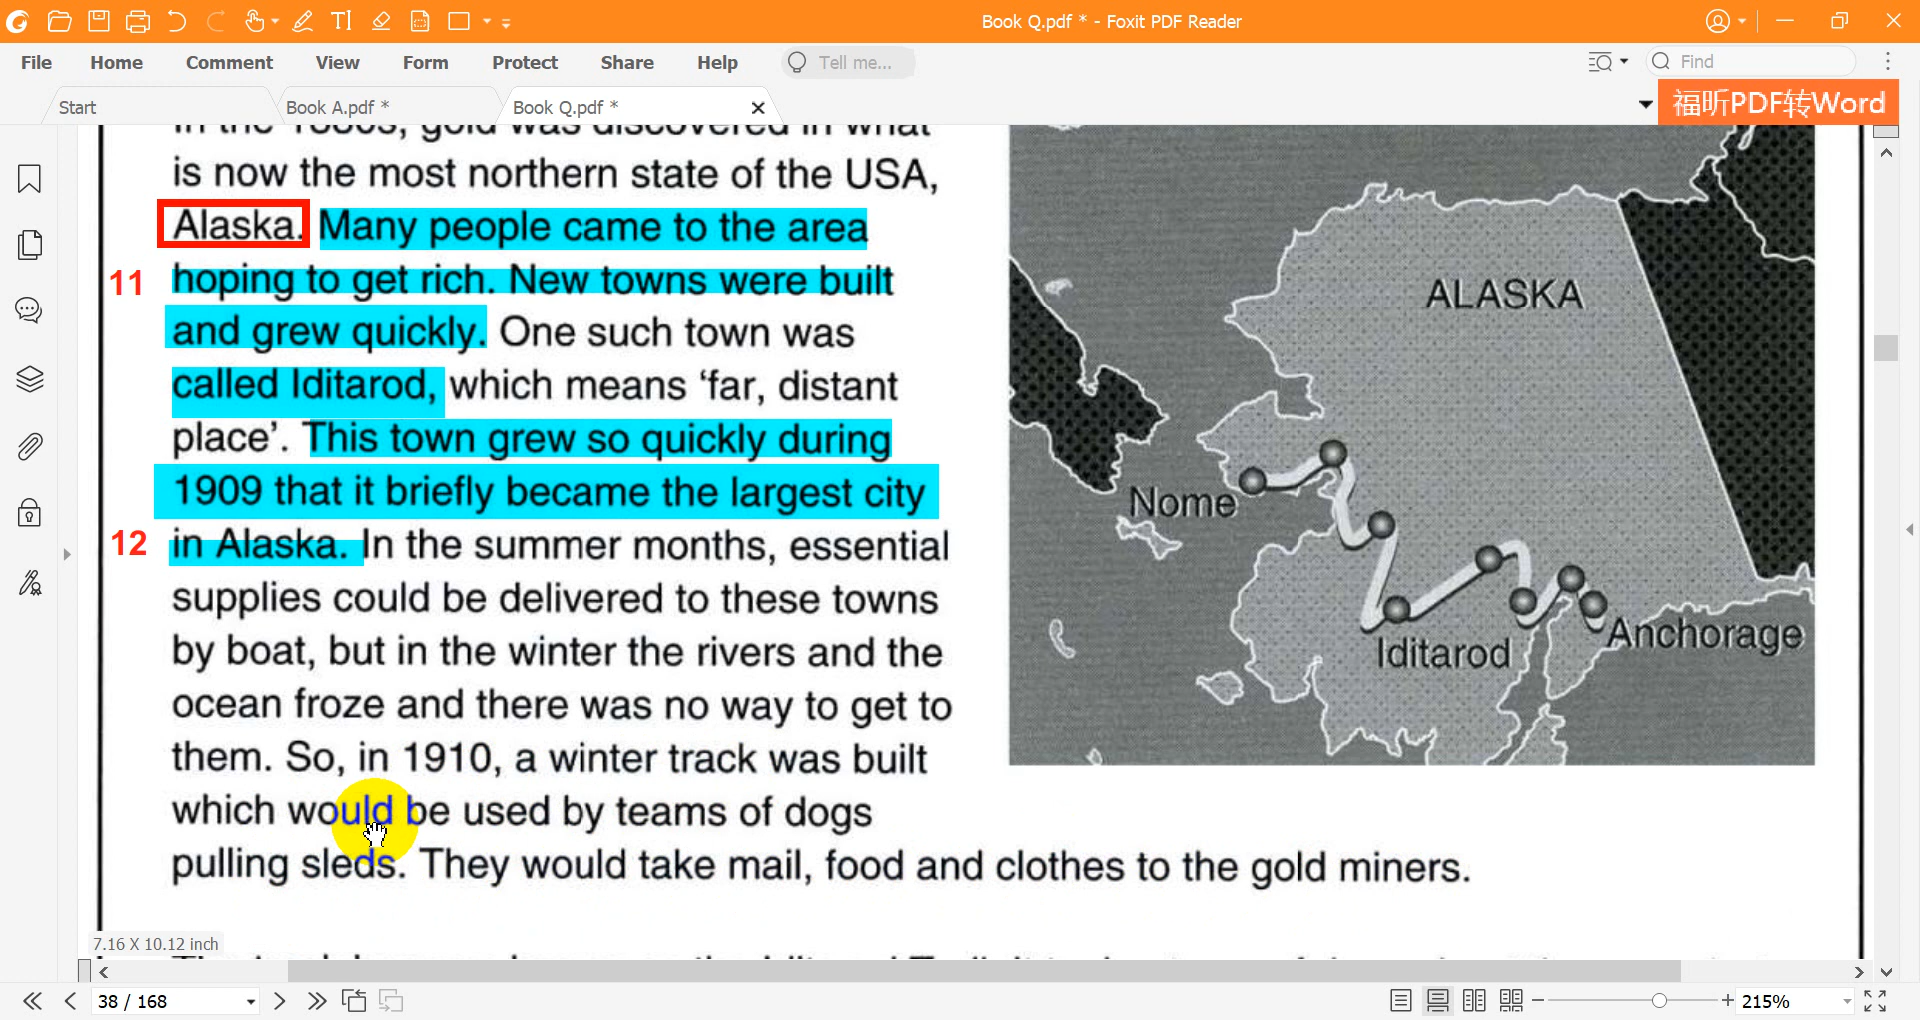 Book Q.pdf * - Foxit PDF Reader
File Home Comment View Form Protect Share Help Tell me... Find
Start Book A.pdf * Book Q.pdf * 福昕PDF转Word
In the 1880s, gold was discovered in what
is now the most northern state of the USA,
Alaska. Many people came to the area
11 hoping to get rich. New towns were built
and grew quickly. One such town was
called Iditarod, which means ‘far, distant
place’. This town grew so quickly during
1909 that it briefly became the largest city
12 in Alaska. In the summer months, essential
supplies could be delivered to these towns
by boat, but in the winter the rivers and the
ocean froze and there was no way to get to
them. So, in 1910, a winter track was built
which would be used by teams of dogs
pulling sleds. They would take mail, food and clothes to the gold miners.
ALASKA
Nome
Iditarod
Anchorage
7.16 X 10.12 inch
38 / 168 215%